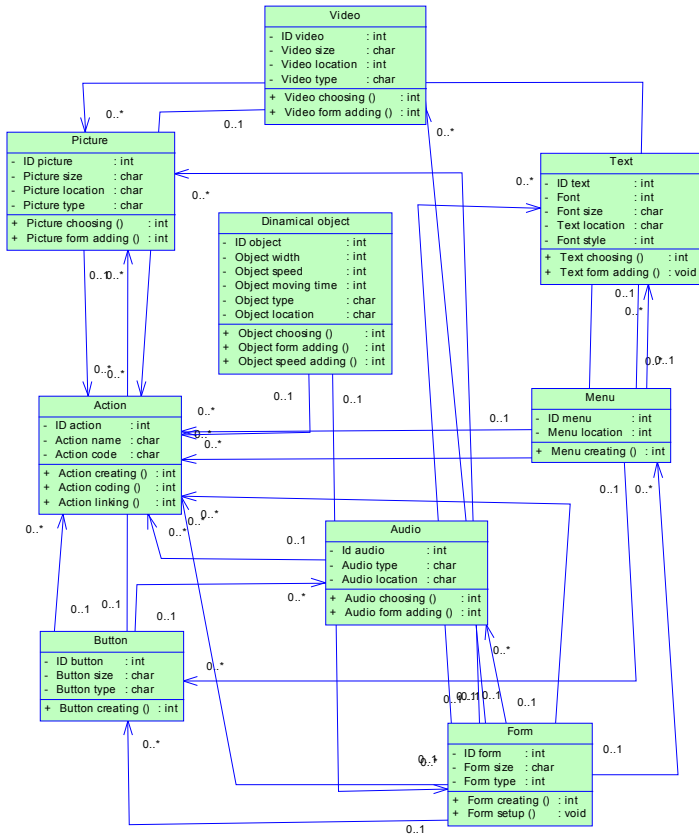 Video
- ID video : int
- Video size : char
- Video location : int
- Video type : char
+ Video choosing () : int
+ Video form adding () : int
0..*
0..1
0..*
Picture
- ID picture : int
- Picture size : char
- Picture location : char
- Picture type : char
+ Picture choosing () : int
+ Picture form adding () : int
0..*
Text
- ID text : int
- Font : int
- Font size : char
- Text location : char
- Font style : int
+ Text choosing () : int
+ Text form adding () : void
0..*
0..*
Dinamical object
- ID object : int
- Object width : int
- Object speed : int
- Object moving time : int
- Object type : char
- Object location : char
+ Object choosing () : int
+ Object form adding () : int
+ Object speed adding () : int
0..1
0..*
0..1
0..*
0..1
0..*
0..*
0..1
0..1
Action
- ID action : int
- Action name : char
- Action code : char
+ Action creating () : int
+ Action coding () : int
+ Action linking () : int
0..*
0..*
0..*
0..1
Menu
- ID menu : int
- Menu location : int
+ Menu creating () : int
0..1
0..*
0..*
0..*
0..*
0..*
0..*
Audio
- Id audio : int
- Audio type : char
- Audio location : char
+ Audio choosing () : int
+ Audio form adding () : int
0..1
0..*
0..1
0..1
0..1
Button
- ID button : int
- Button size : char
- Button type : char
+ Button creating () : int
0..*
0..*
0..1
0..1
0..*
0..1
0..1
Form
- ID form : int
- Form size : char
- Form type : int
+ Form creating () : int
+ Form setup () : void
0..1